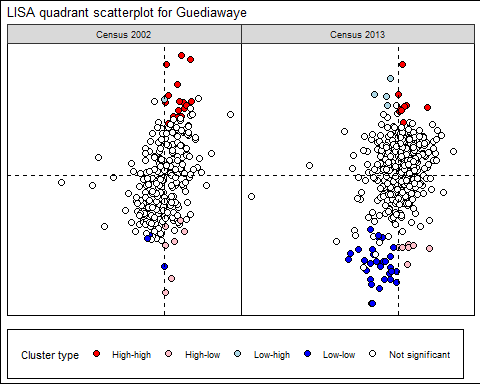 LISA quadrant scatterplot for Guediawaye
Census 2002 Census 2013
Cluster type High-high High-low Low-high Low-low Not significant